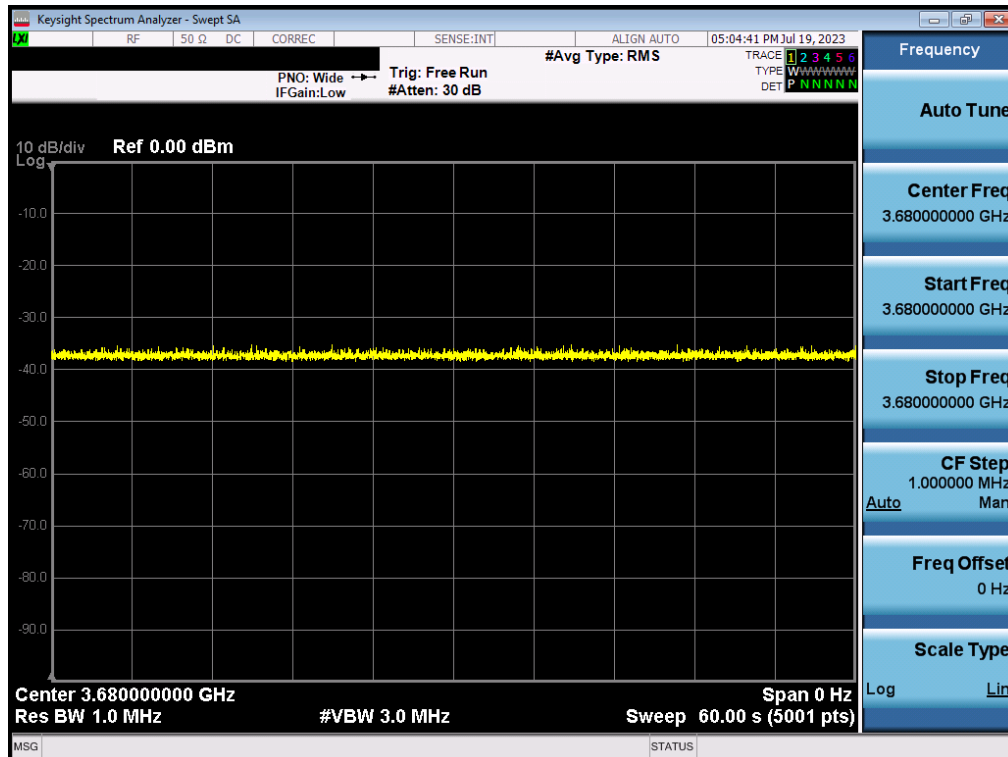 Keysight Spectrum Analyzer - Swept SA
LXI RF 50 Ω DC CORREC SENSE:INT ALIGN AUTO 05:04:41 PM Jul 19, 2023
#Avg Type: RMS TRACE 1 2 3 4 5 6
PNO: Wide Trig: Free Run TYPE W W W W W W
IFGain:Low #Atten: 30 dB DET P N N N N N
10 dB/div Ref 0.00 dBm
Log
-10.0
-20.0
-30.0
-40.0
-50.0
-60.0
-70.0
-80.0
-90.0
Center 3.680000000 GHz Span 0 Hz
Res BW 1.0 MHz #VBW 3.0 MHz Sweep 60.00 s (5001 pts)
MSG STATUS
Frequency
Auto Tune
Center Freq
3.680000000 GHz
Start Freq
3.680000000 GHz
Stop Freq
3.680000000 GHz
CF Step
1.000000 MHz
Auto Man
Freq Offset
0 Hz
Scale Type
Log Lin